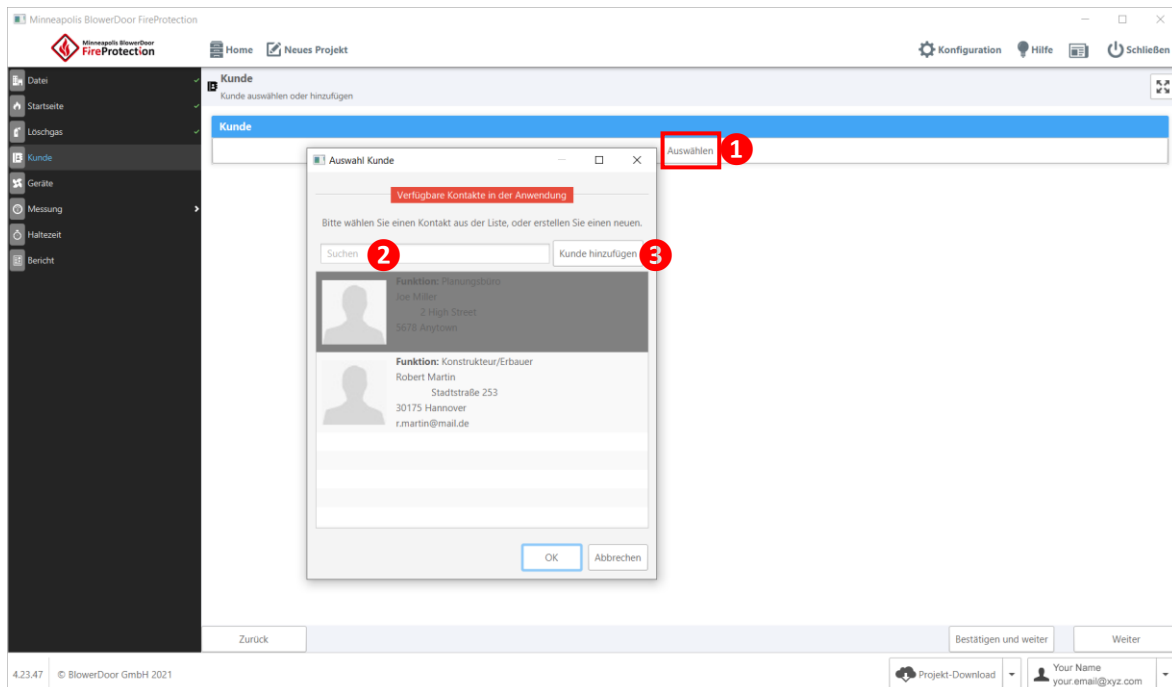 Minneapolis BlowerDoor FireProtection
Minneapolis BlowerDoor
FireProtection
Home
Neues Projekt
Konfiguration
Hilfe
Schließen
Datei
Startseite
Löschgas
Kunde
Geräte
Messung
Haltezeit
Bericht
Kunde
Kunde auswählen oder hinzufügen
Kunde
Auswählen
1
Auswahl Kunde
Verfügbare Kontakte in der Anwendung
Bitte wählen Sie einen Kontakt aus der Liste, oder erstellen Sie einen neuen.
Suchen
2
Kunde hinzufügen
3
Funktion: Planungsbüro
Joe Miller
2 High Street
5678 Anytown
Funktion: Konstrukteur/Erbauer
Robert Martin
Stadtstraße 253
30175 Hannover
r.martin@mail.de
OK
Abbrechen
Zurück
Bestätigen und weiter
Weiter
4.23.47
© BlowerDoor GmbH 2021
Projekt-Download
Your Name
your.email@xyz.com